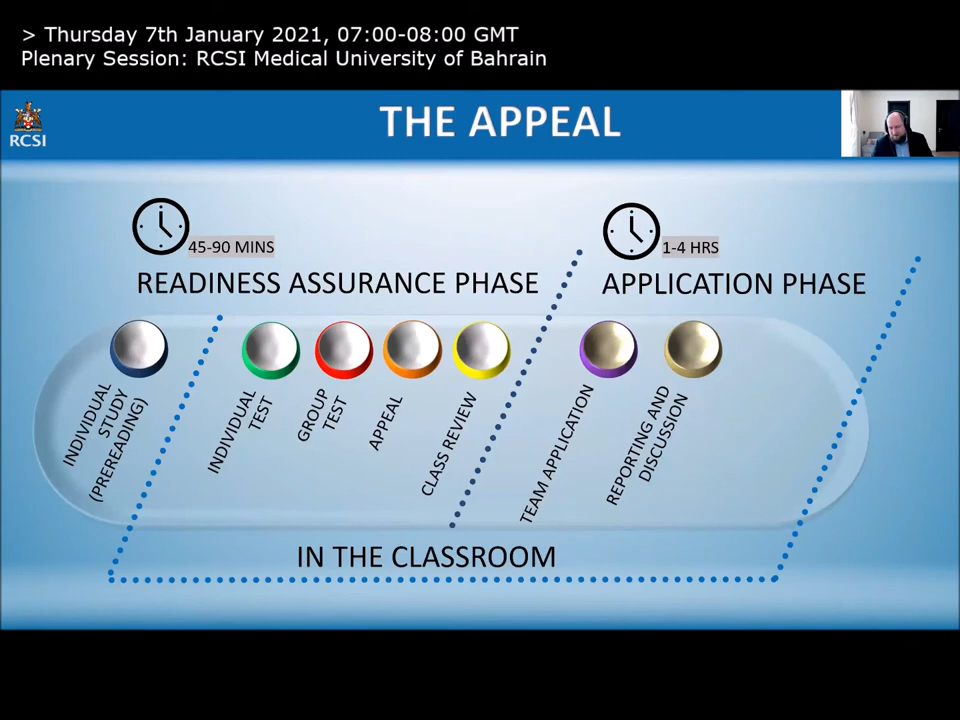 > Thursday 7th January 2021, 07:00-08:00 GMT
Plenary Session: RCSI Medical University of Bahrain
RCSI
THE APPEAL
45-90 MINS
READINESS ASSURANCE PHASE
1-4 HRS
APPLICATION PHASE
INDIVIDUAL
STUDY
(PREREADING)
INDIVIDUAL
TEST
GROUP
TEST
APPEAL
CLASS REVIEW
TEAM APPLICATION
REPORTING AND
DISCUSSION
IN THE CLASSROOM